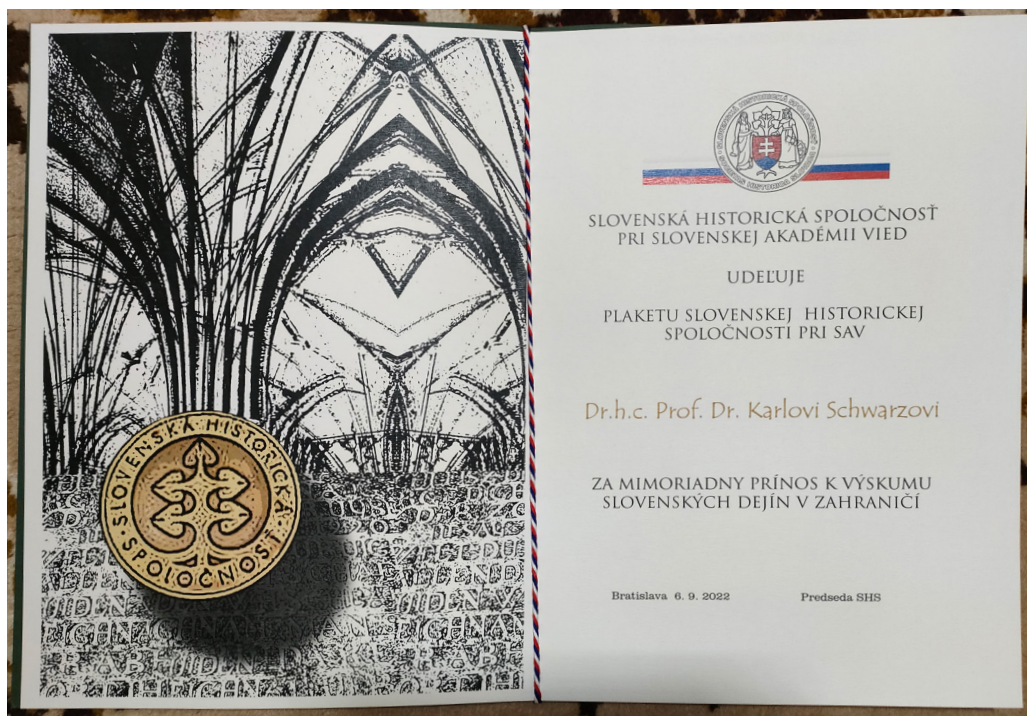 SLOVENSKÁ HISTORICKÁ SPOLOČNOSŤ
SLOVENSKÁ HISTORICKÁ SPOLOČNOSŤ
PRI SLOVENSKEJ AKADÉMII VIED
UDEĽUJE
PLAKETU SLOVENSKEJ HISTORICKEJ
SPOLOČNOSTI PRI SAV
Dr.h.c. Prof. Dr. Karlovi Schwarzovi
ZA MIMORIADNY PRÍNOS K VÝSKUMU
SLOVENSKÝCH DEJÍN V ZAHRANIČÍ
Bratislava 6. 9. 2022 Predseda SHS